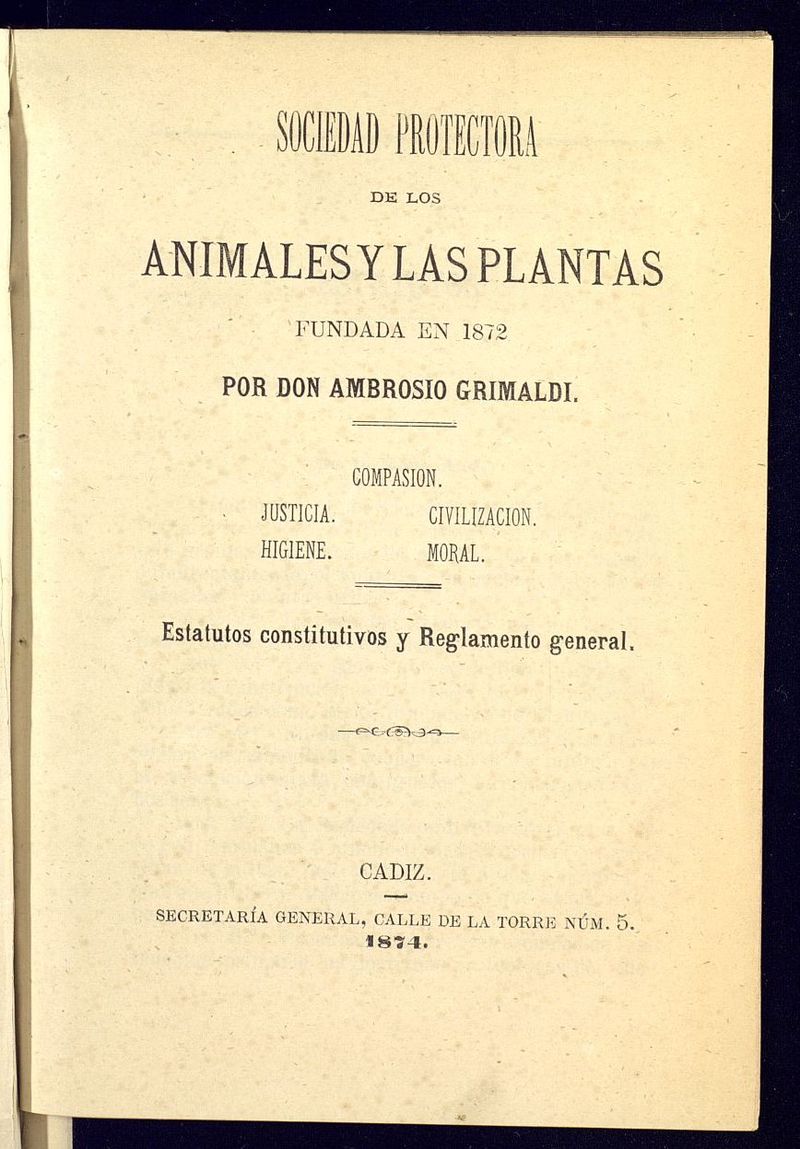 SOCIEDAD PROTECTORA
DE LOS
ANIMALES Y LAS PLANTAS
FUNDADA EN 1872
POR DON AMBROSIO GRIMALDI.
COMPASION.
JUSTICIA. CIVILIZACION.
HIGIENE. MORAL.
Estatutos constitutivos y Reglamento general.
CADIZ.
SECRETARÍA GENERAL, CALLE DE LA TORRE NÚM. 5.
1874.